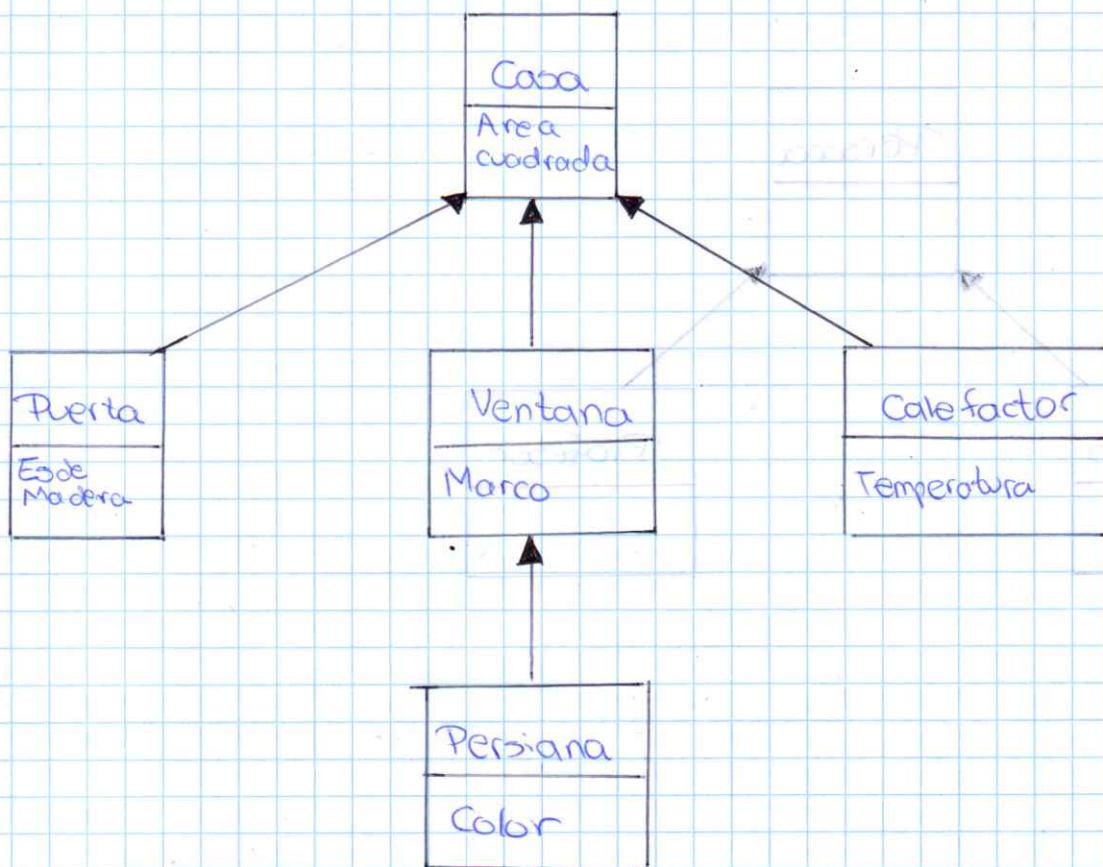 Casa
Area
cuadrada
Puerta
Es de
Madera
Ventana
Marco
Calefactor
Temperatura
Persiana
Color